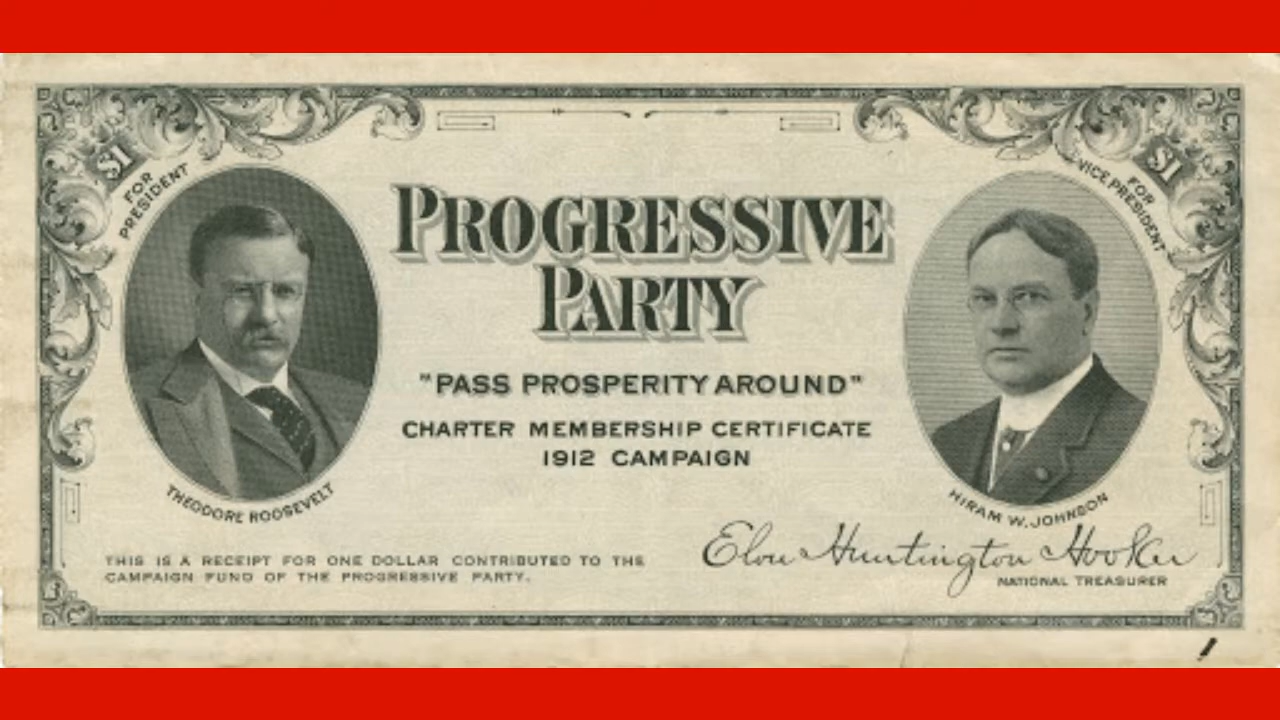 $1
FOR
PRESIDENT
$1
FOR
VICE PRESIDENT
PROGRESSIVE
PARTY
"PASS PROSPERITY AROUND"
CHARTER MEMBERSHIP CERTIFICATE
1912 CAMPAIGN
THEODORE ROOSEVELT
HIRAM W. JOHNSON
THIS IS A RECEIPT FOR ONE DOLLAR CONTRIBUTED TO THE
CAMPAIGN FUND OF THE PROGRESSIVE PARTY.
Elon Huntington Hooker
NATIONAL TREASURER